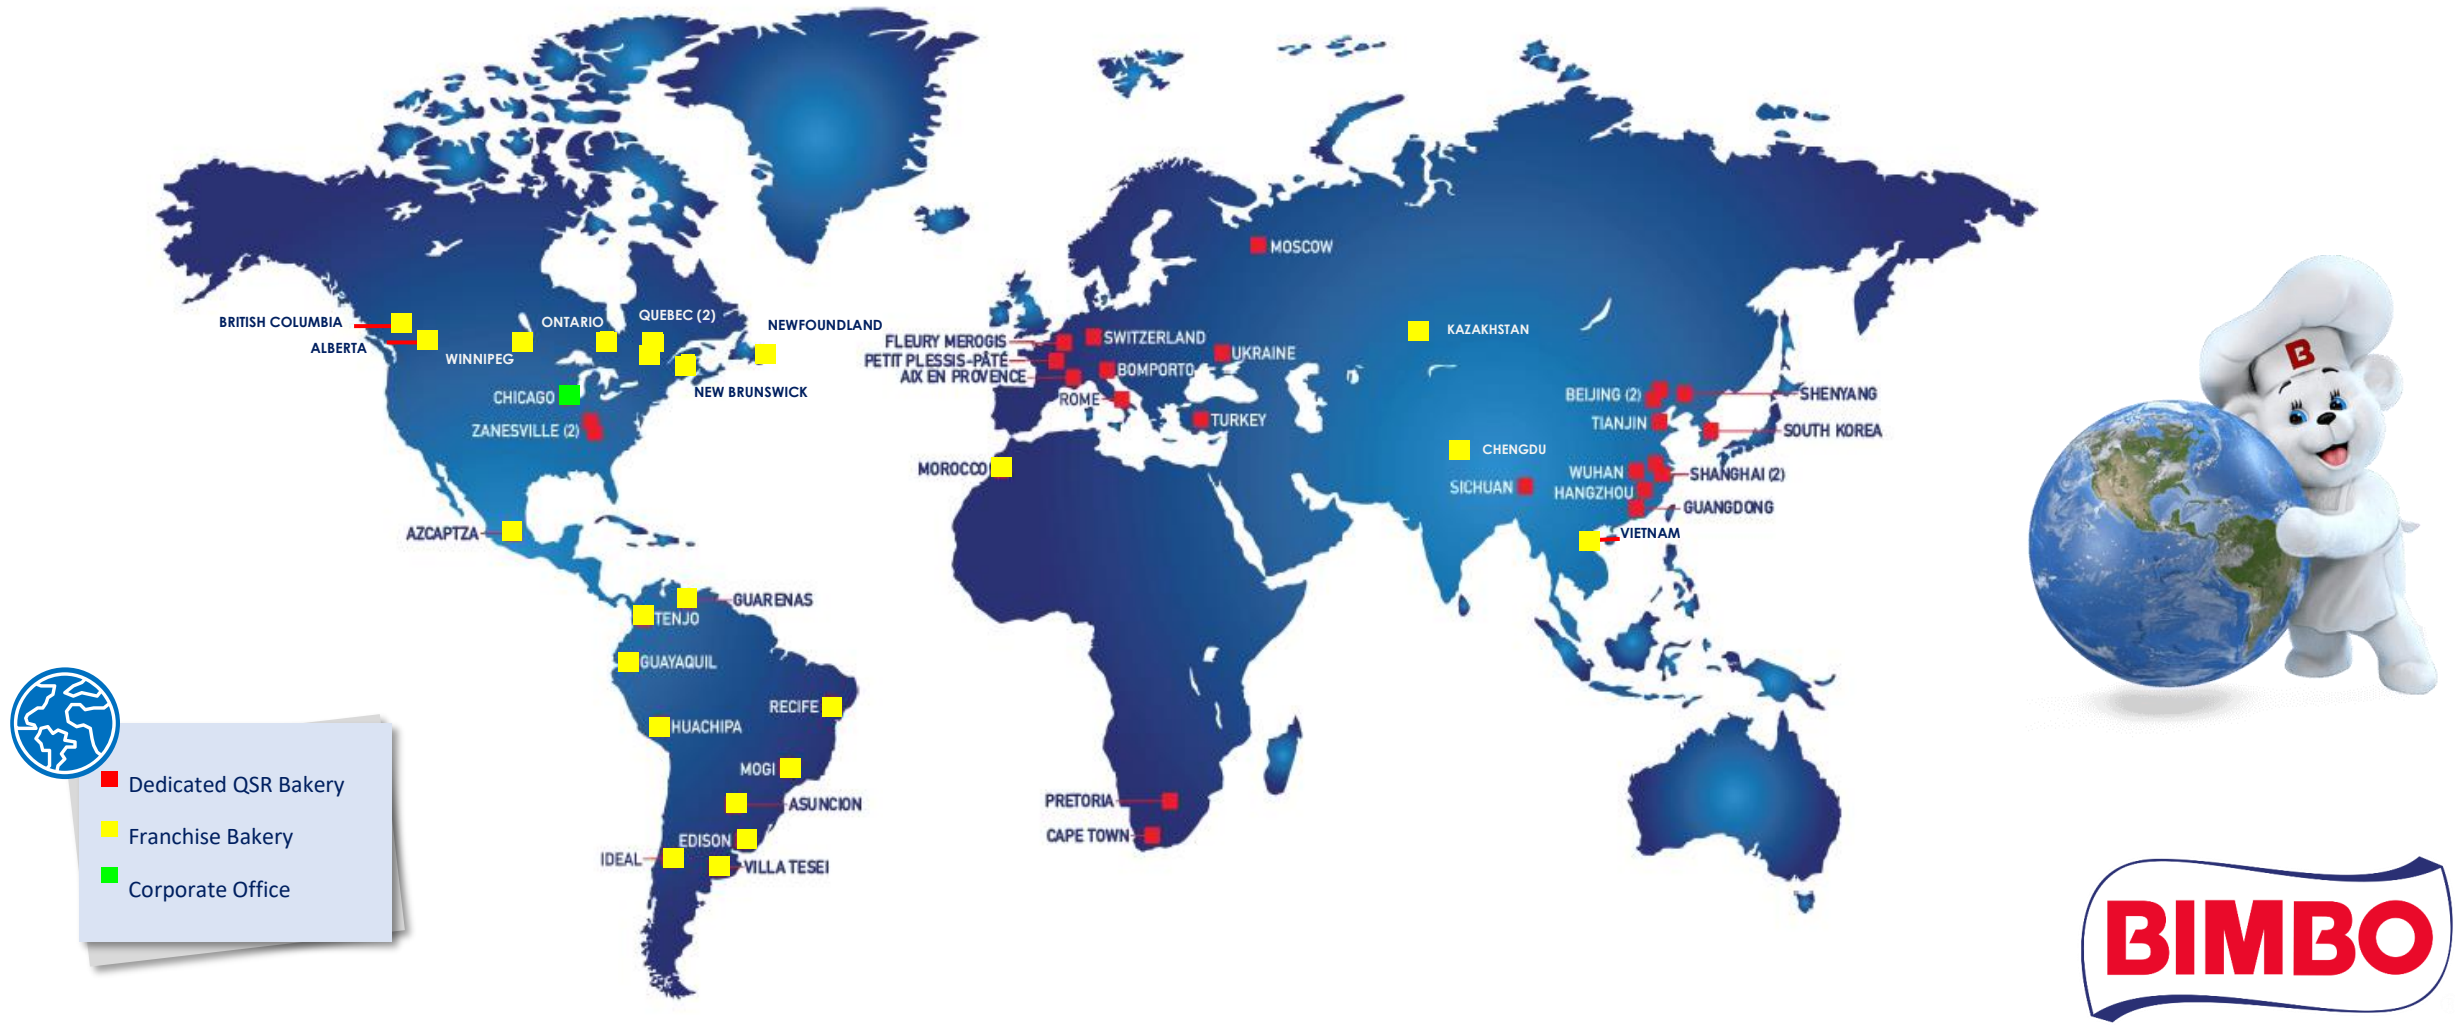 MOSCOW
BRITISH COLUMBIA
ALBERTA
WINNIPEG
ONTARIO
QUEBEC (2)
NEWFOUNDLAND
NEW BRUNSWICK
CHICAGO
ZANESVILLE (2)
AZCAPTZA
FLEURY MEROGIS
PETIT PLESSIS-PÂTÉ
AIX EN PROVENCE
SWITZERLAND
BOMPORTO
ROME
UKRAINE
TURKEY
MOROCCO
KAZAKHSTAN
CHENGDU
SICHUAN
BEIJING (2)
TIANJIN
SHENYANG
SOUTH KOREA
WUHAN
HANGZHOU
SHANGHAI (2)
GUANGDONG
VIETNAM
GUARENAS
TENJO
GUAYAQUIL
RECIFE
HUACHIPA
MOGI
ASUNCION
EDISON
IDEAL
VILLA TESEI
PRETORIA
CAPE TOWN
Dedicated QSR Bakery
Franchise Bakery
Corporate Office
B
BIMBO